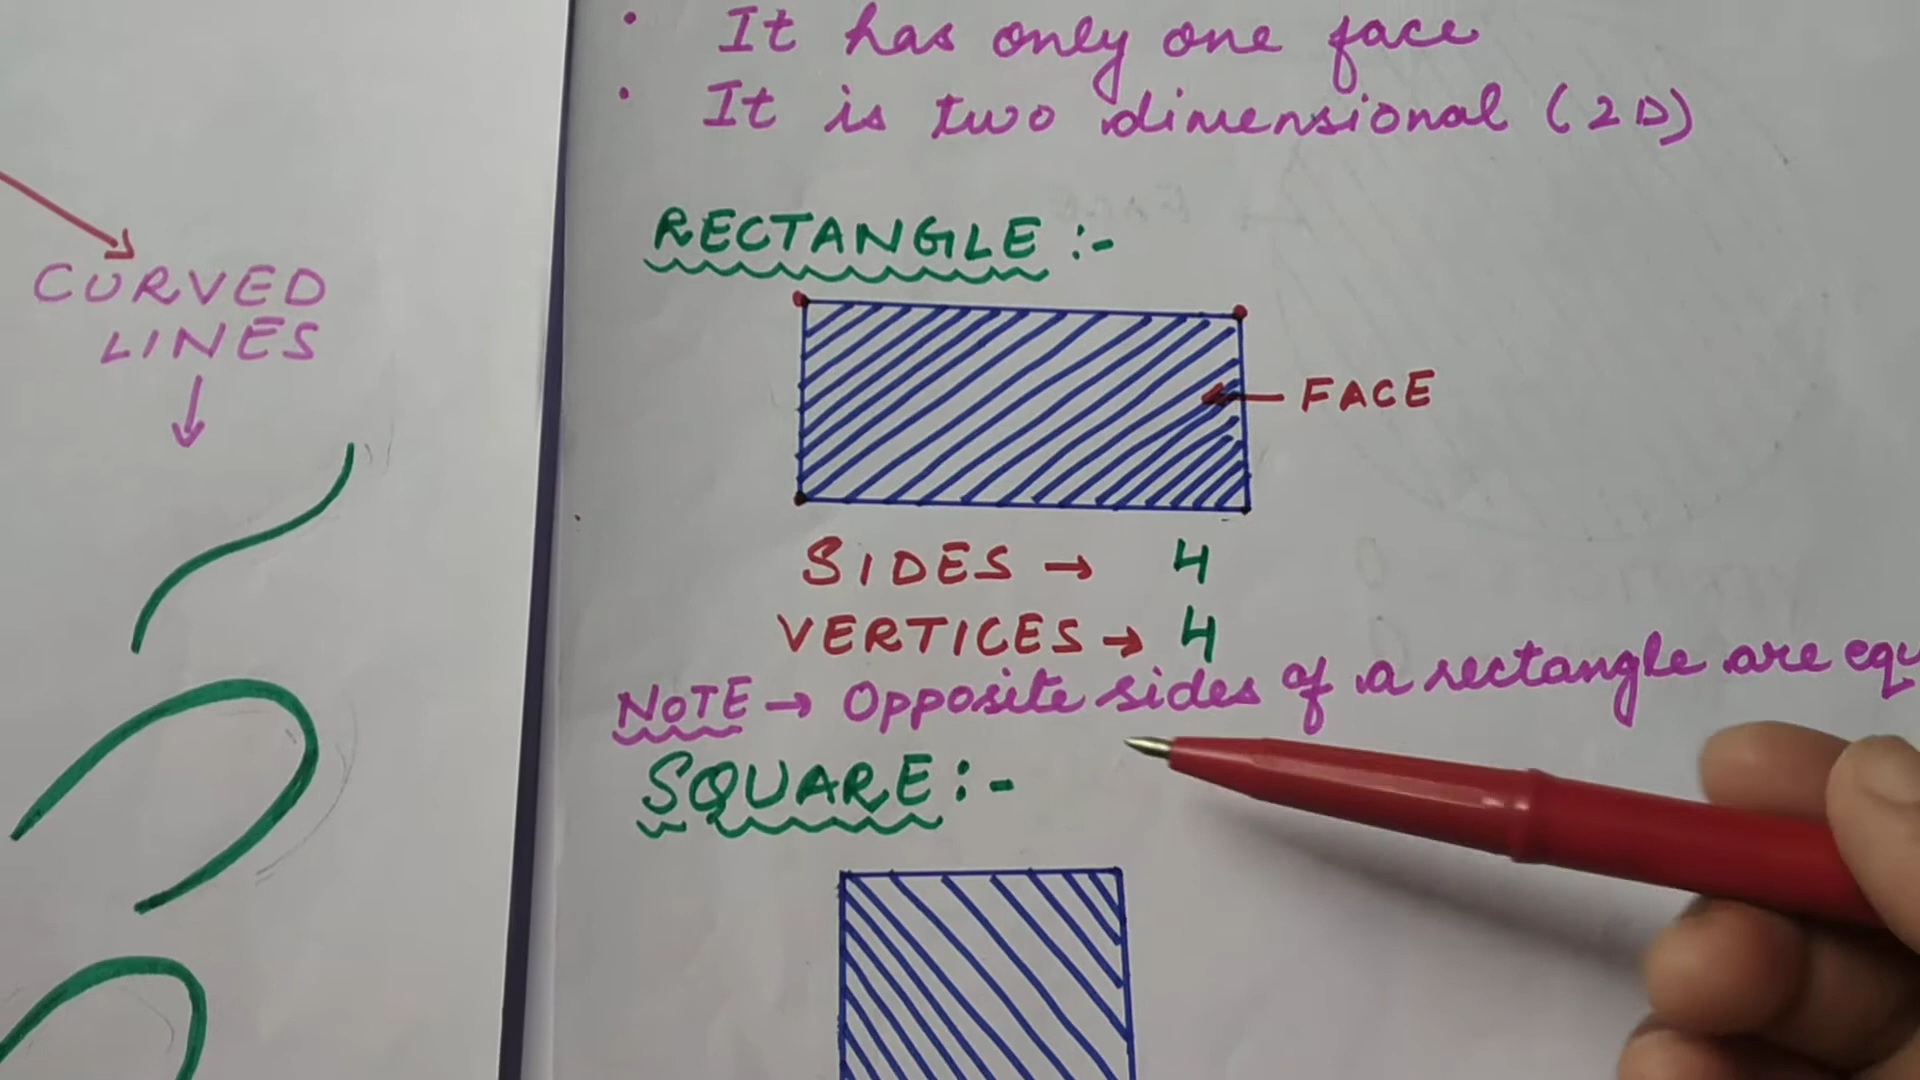 CURVED
LINES
• It has only one face
• It is two dimensional (2D)
RECTANGLE :-
FACE
SIDES → 4
VERTICES → 4
NOTE → Opposite sides of a rectangle are equ
SQUARE :-